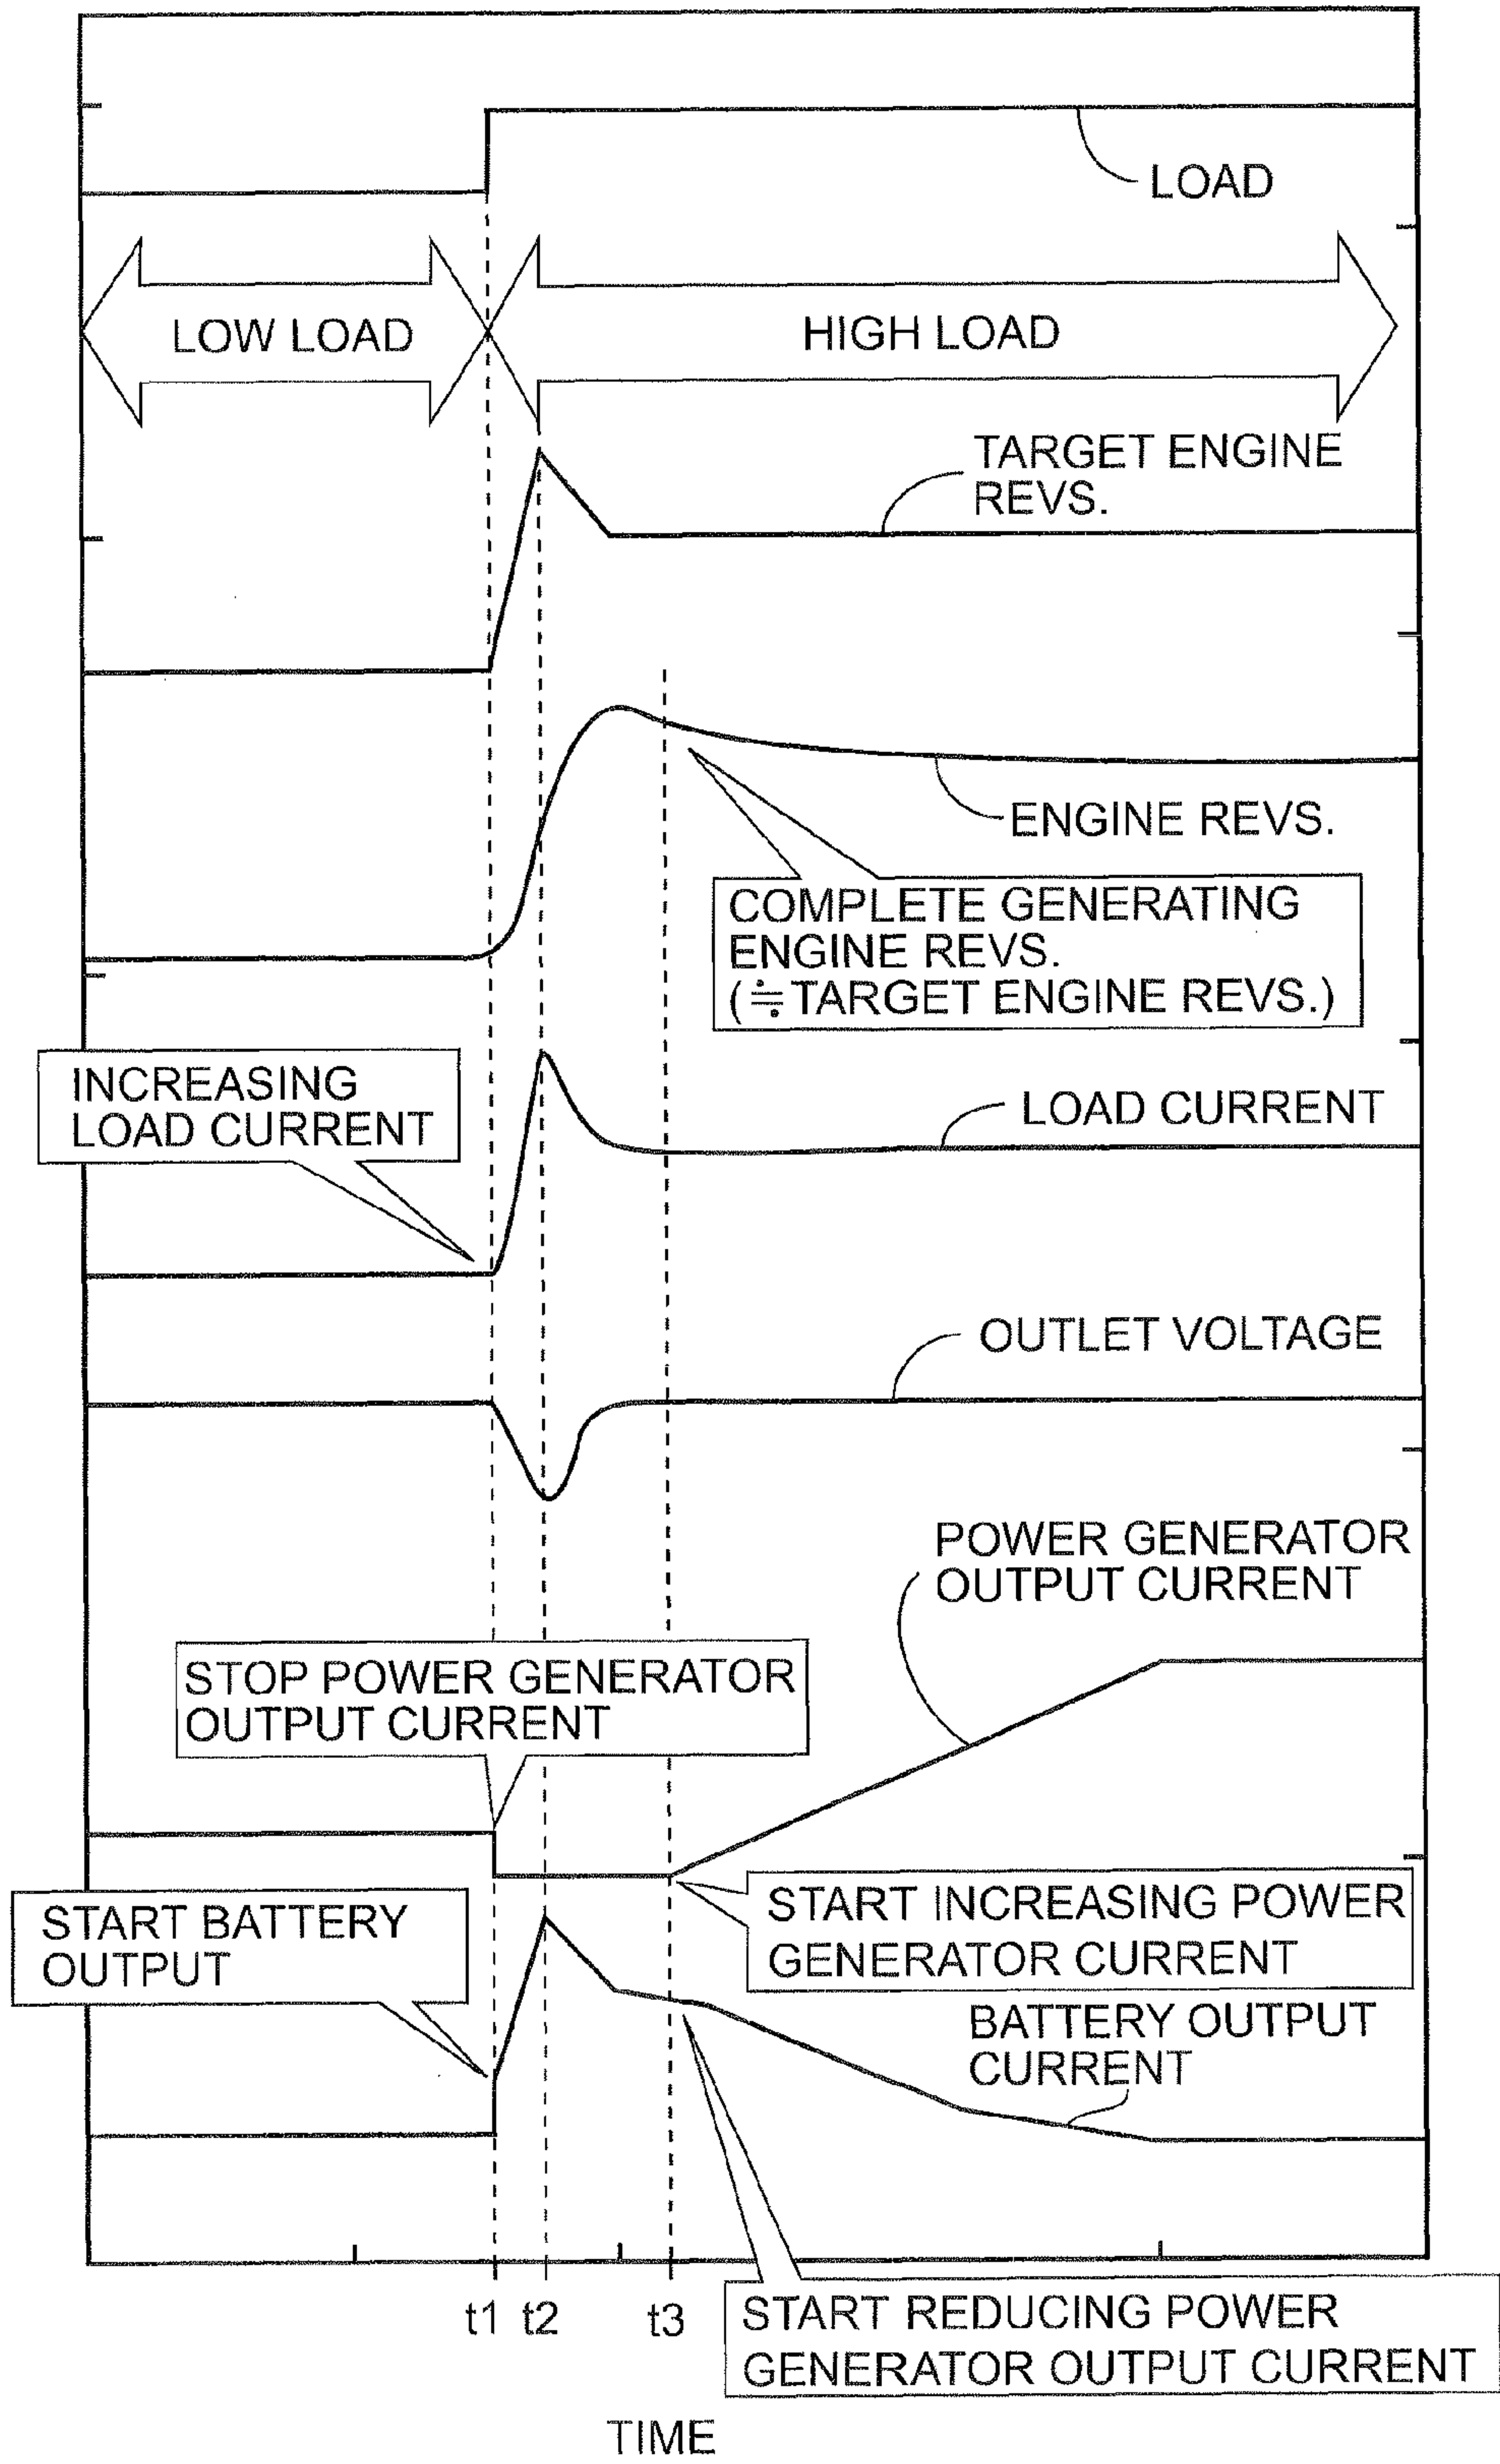 LOAD
LOW LOAD
HIGH LOAD
TARGET ENGINE
REVS.
ENGINE REVS.
COMPLETE GENERATING
ENGINE REVS.
(≒TARGET ENGINE REVS.)
INCREASING
LOAD CURRENT
LOAD CURRENT
OUTLET VOLTAGE
POWER GENERATOR
OUTPUT CURRENT
STOP POWER GENERATOR
OUTPUT CURRENT
START INCREASING POWER
GENERATOR CURRENT
START BATTERY
OUTPUT
BATTERY OUTPUT
CURRENT
t1 t2 t3
START REDUCING POWER
GENERATOR OUTPUT CURRENT
TIME